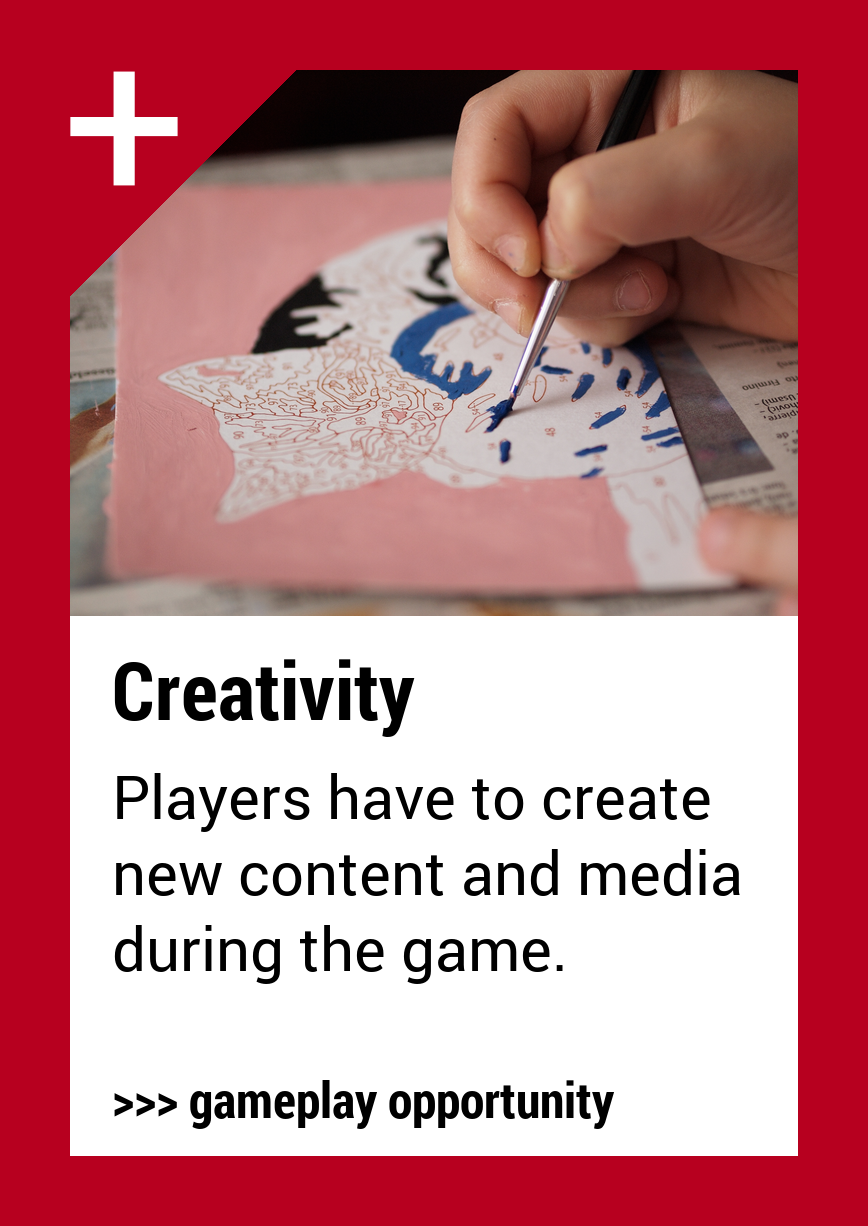 Creativity
Players have to create
new content and media
during the game.
>>> gameplay opportunity